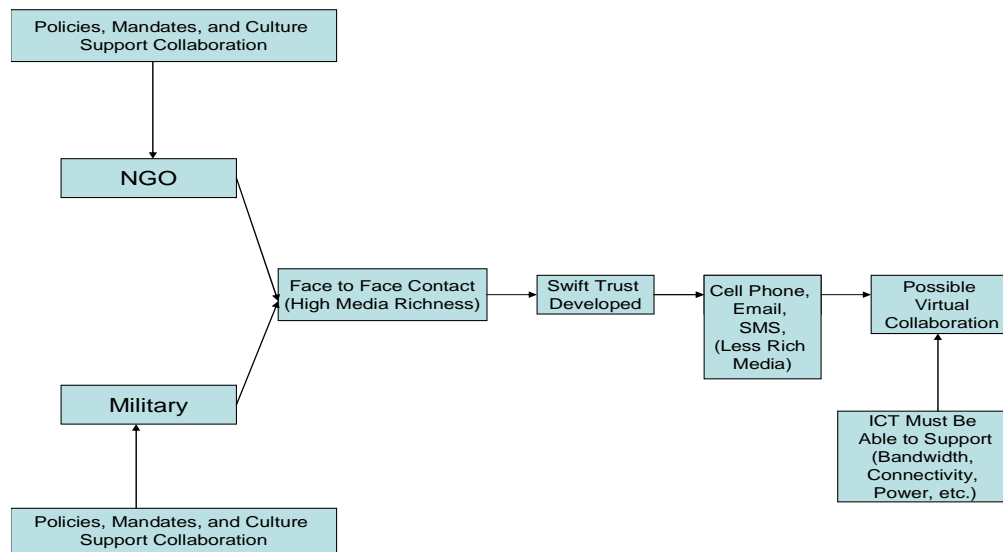 Policies, Mandates, and Culture
Support Collaboration
NGO
Face to Face Contact
(High Media Richness)
Swift Trust
Developed
Cell Phone,
Email,
SMS,
(Less Rich
Media)
Possible
Virtual
Collaboration
Military
ICT Must Be
Able to Support
(Bandwidth,
Connectivity,
Power, etc.)
Policies, Mandates, and Culture
Support Collaboration